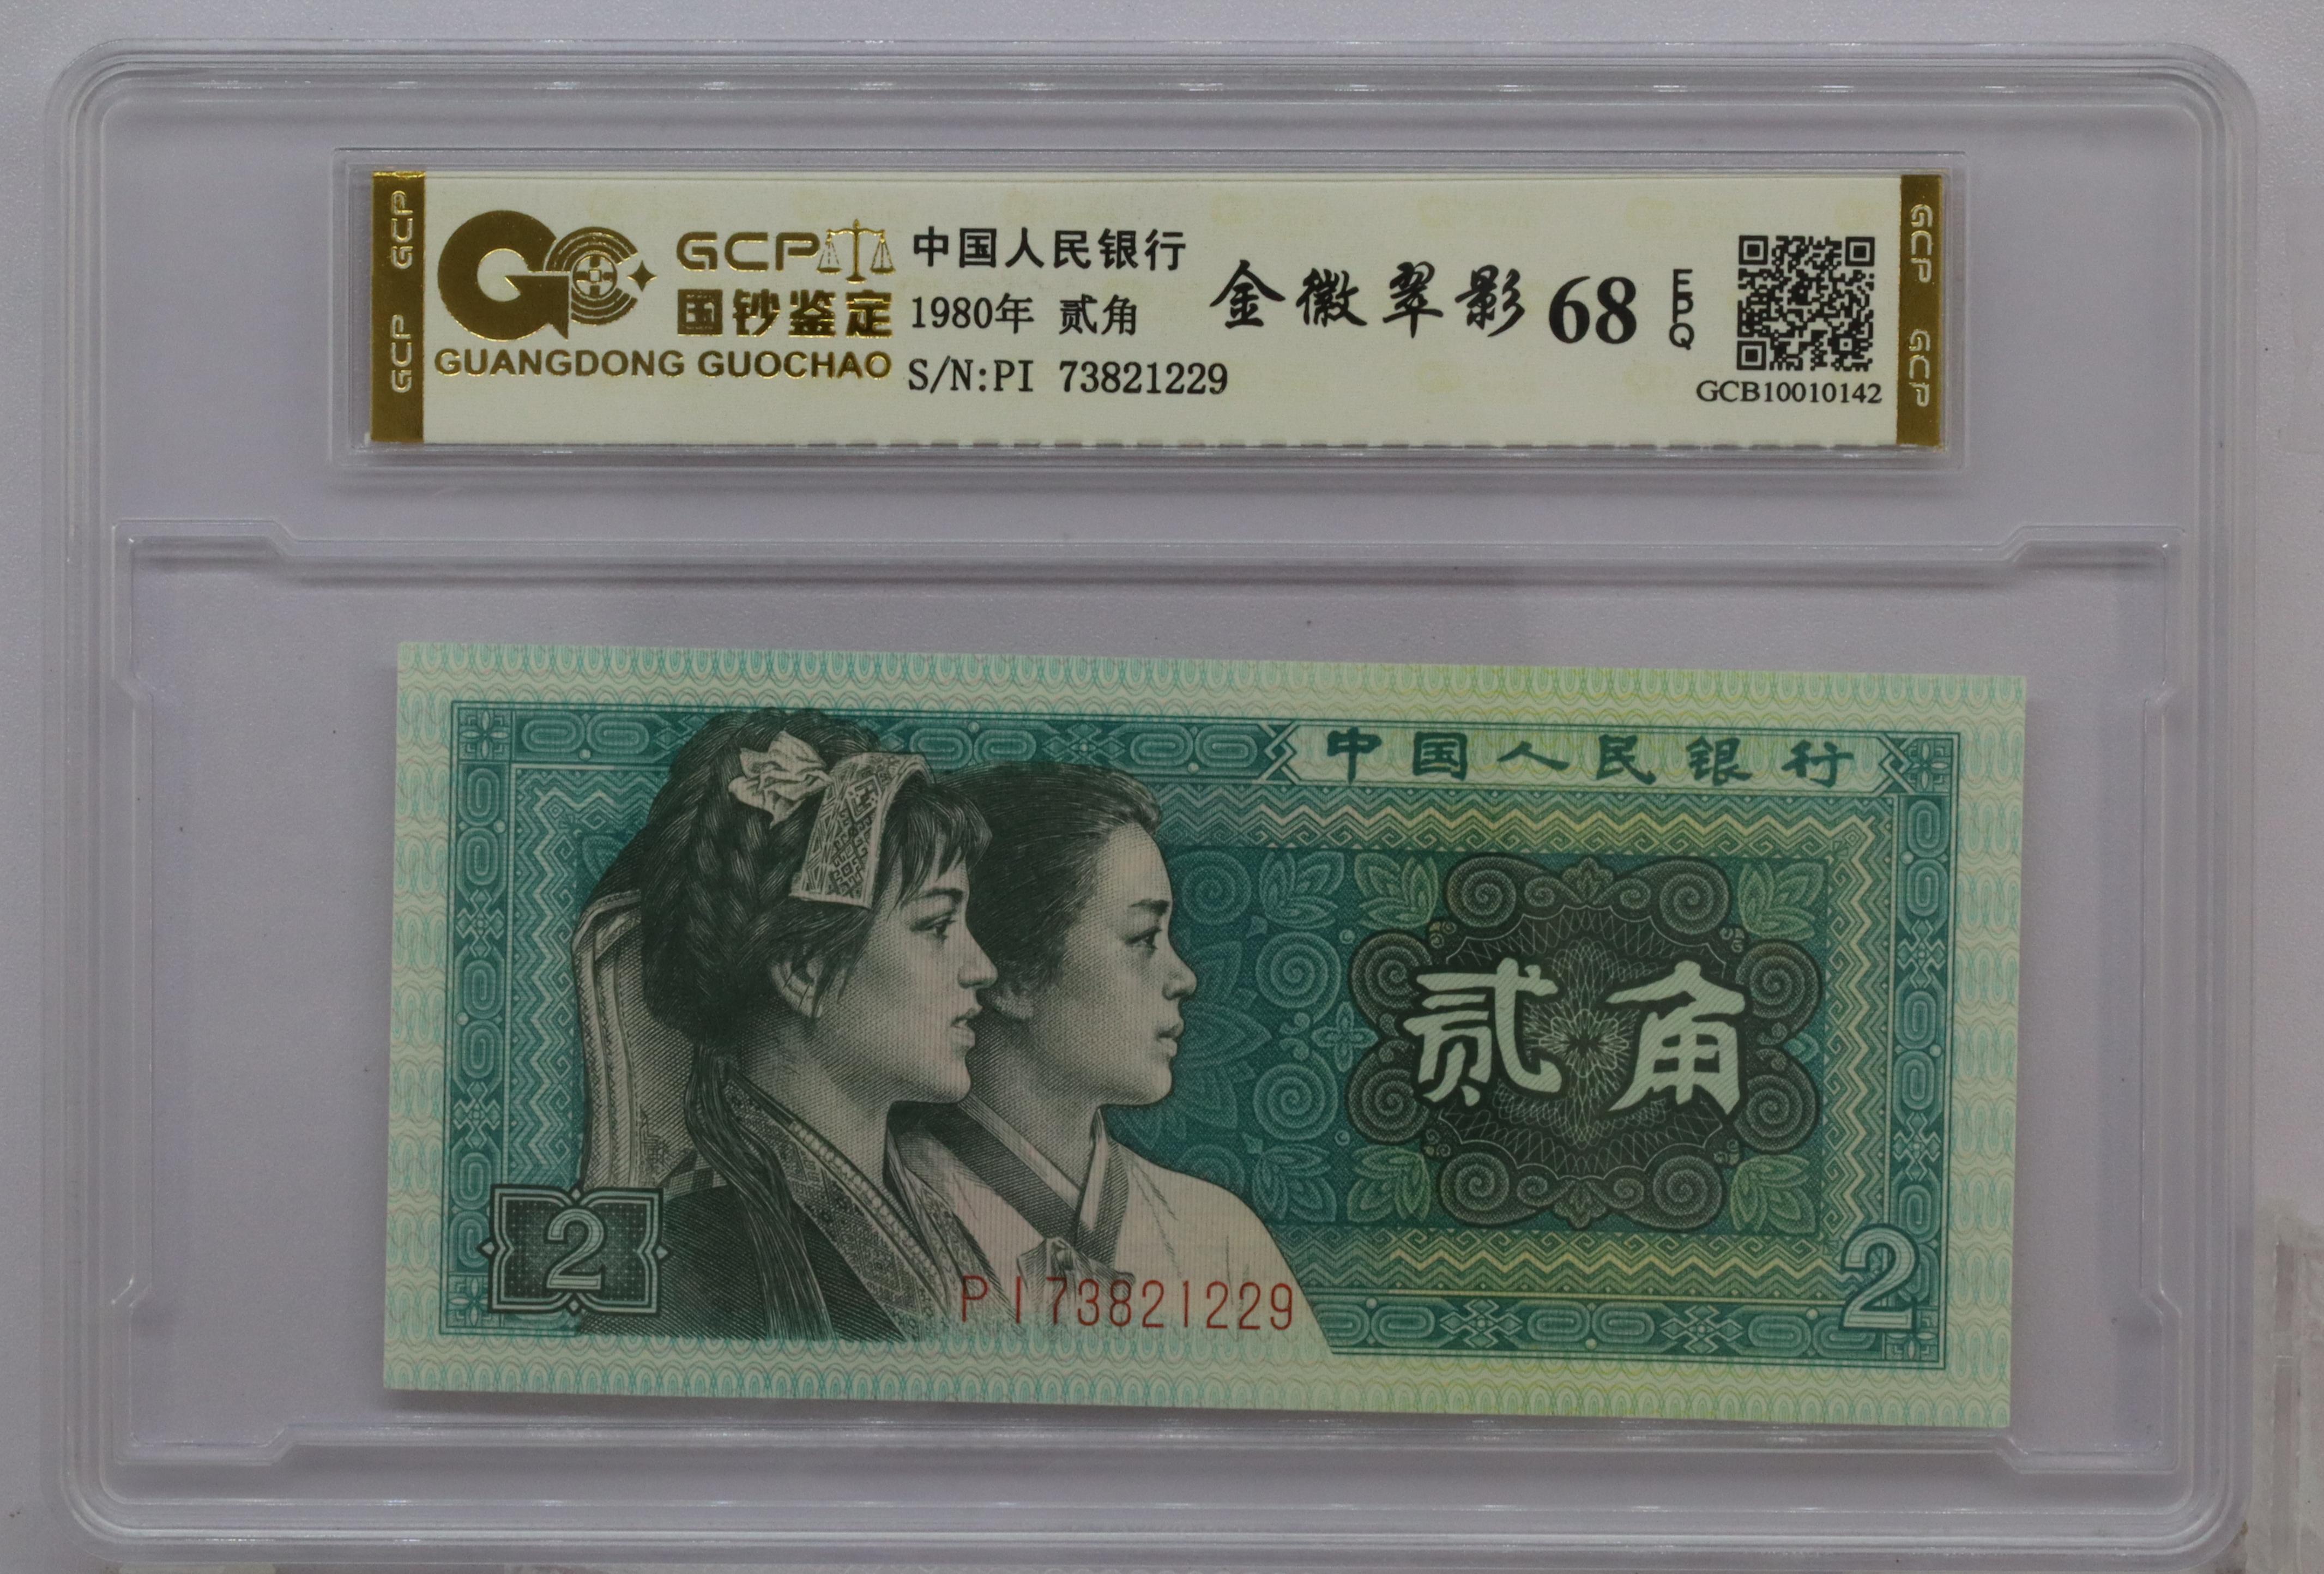 GCP
GCP
GCP
国钞鉴定
GUANGDONG GUOCHAO
中国人民银行
1980年 贰角
S/N:PI 73821229
金徽翠影
68
EPQ
GCB10010142
GCP
GCP
中国人民银行
贰角
2
PI73821229
2